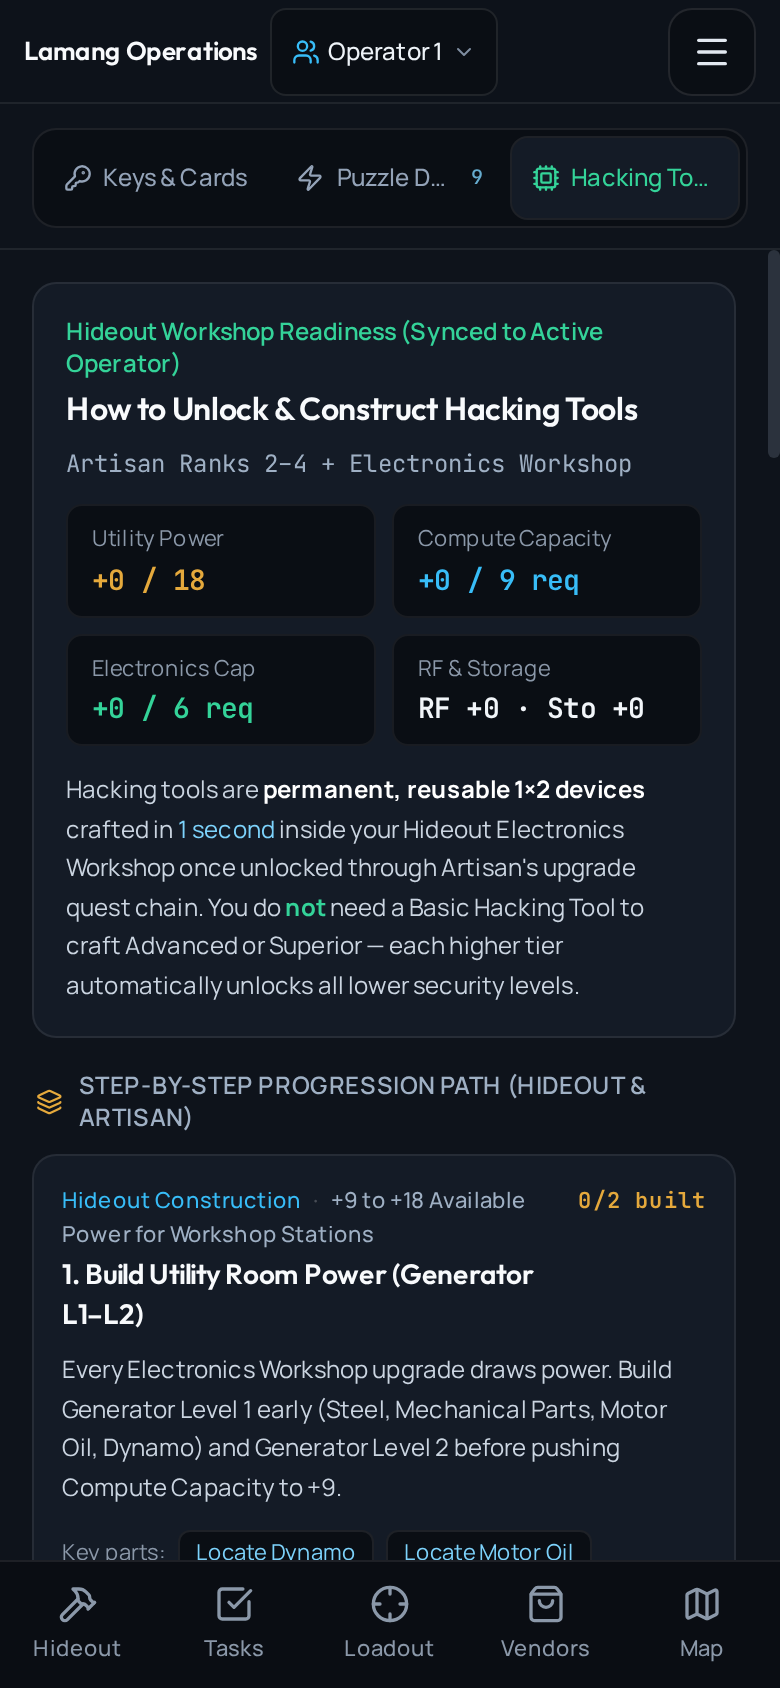 Lamang Operations
Operator 1
Keys & Cards
Puzzle D...
9
Hacking To...
Hideout Workshop Readiness (Synced to Active
Operator)
How to Unlock & Construct Hacking Tools
Artisan Ranks 2–4 + Electronics Workshop
Utility Power
+0 / 18
Compute Capacity
+0 / 9 req
Electronics Cap
+0 / 6 req
RF & Storage
RF +0 · Sto +0
Hacking tools are permanent, reusable 1×2 devices
crafted in 1 second inside your Hideout Electronics
Workshop once unlocked through Artisan's upgrade
quest chain. You do not need a Basic Hacking Tool to
craft Advanced or Superior — each higher tier
automatically unlocks all lower security levels.
STEP-BY-STEP PROGRESSION PATH (HIDEOUT &
ARTISAN)
Hideout Construction · +9 to +18 Available
Power for Workshop Stations
0/2 built
1. Build Utility Room Power (Generator
L1–L2)
Every Electronics Workshop upgrade draws power. Build
Generator Level 1 early (Steel, Mechanical Parts, Motor
Oil, Dynamo) and Generator Level 2 before pushing
Compute Capacity to +9.
Key parts:
Locate Dynamo
Locate Motor Oil
Hideout
Tasks
Loadout
Vendors
Map